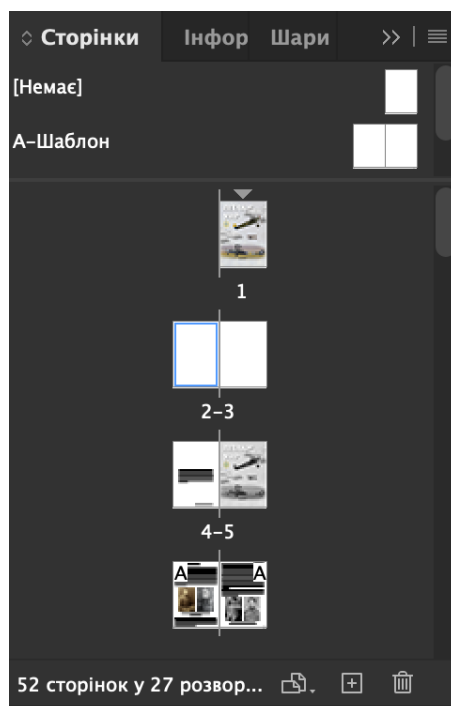 Сторінки Інфор Шари
[Немає]
A-Шаблон
1
2-3
4-5
A A
52 сторінок у 27 розвор...